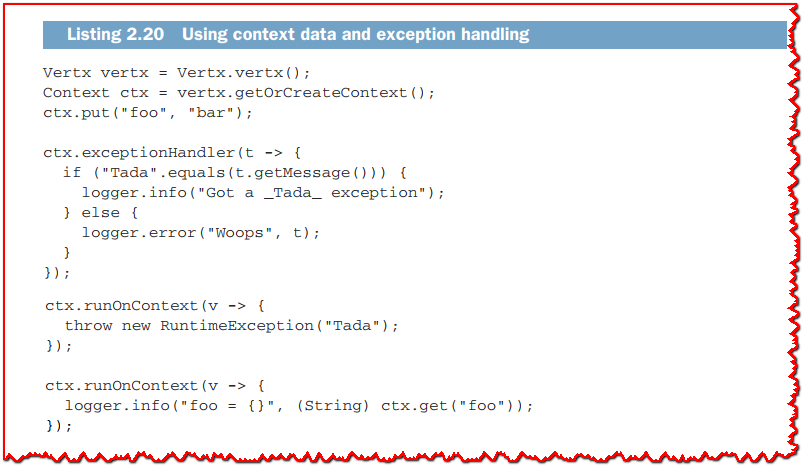 Listing 2.20 Using context data and exception handling
Vertx vertx = Vertx.vertx();
Context ctx = vertx.getOrCreateContext();
ctx.put("foo", "bar");
ctx.exceptionHandler(t -> {
  if ("Tada".equals(t.getMessage())) {
    logger.info("Got a _Tada_ exception");
  } else {
    logger.error("Woops", t);
  }
});
ctx.runOnContext(v -> {
  throw new RuntimeException("Tada");
});
ctx.runOnContext(v -> {
  logger.info("foo = {}", (String) ctx.get("foo"));
});